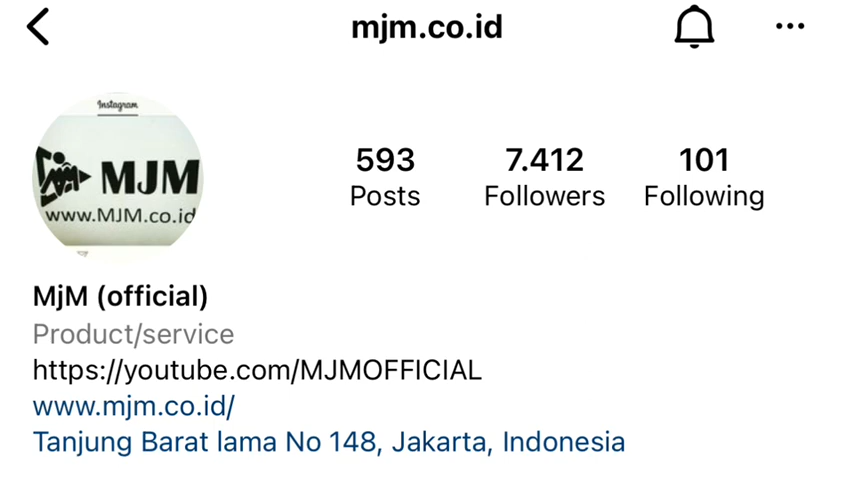 mjm.co.id
Instagram
MJM
www.MJM.co.id
593 7.412 101
Posts Followers Following
MjM (official)
Product/service
https://youtube.com/MJMOFFICIAL
www.mjm.co.id/
Tanjung Barat lama No 148, Jakarta, Indonesia